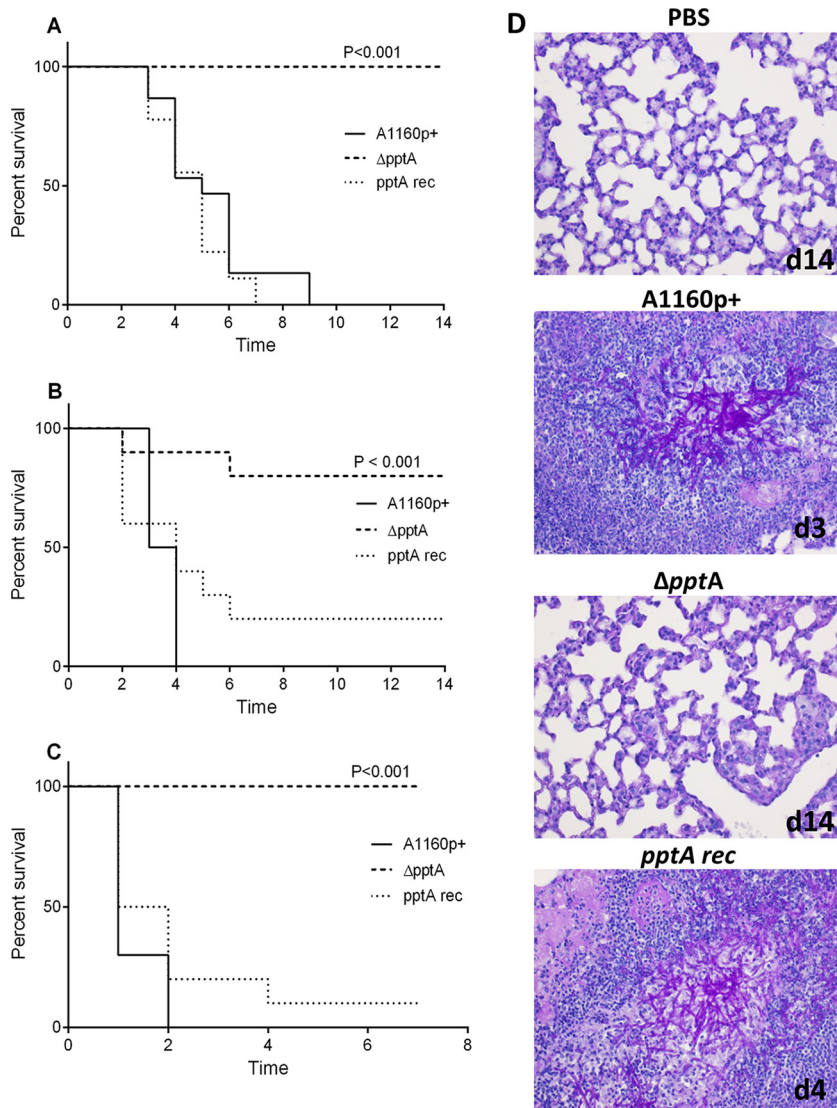 A
P<0.001
100
50
0
Percent survival
A1160p+
ΔpptA
pptA rec
0 2 4 6 8 10 12 14
Time
B
P < 0.001
100
50
0
Percent survival
A1160p+
ΔpptA
pptA rec
0 2 4 6 8 10 12 14
Time
C
P<0.001
100
50
0
Percent survival
A1160p+
ΔpptA
pptA rec
0 2 4 6 8
Time
D
PBS
d14
A1160p+
d3
ΔpptA
d14
pptA rec
d4